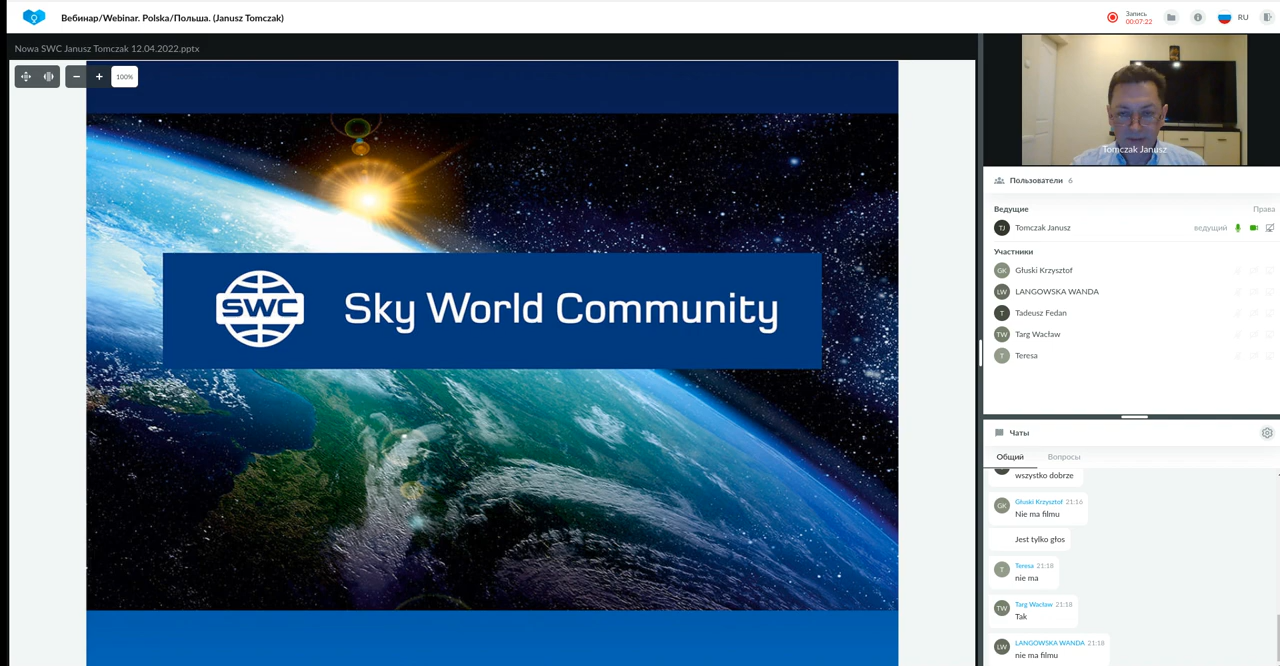 Вебинар/Webinar. Polska/Польша. (Janusz Tomczak)
Запись
00:07:22
RU
Nowa SWC Janusz Tomczak 12.04.2022.pptx
100%
SWC
Sky World Community
Tomczak Janusz
Пользователи 6
Ведущие Права
TJ Tomczak Janusz ведущий
Участники
GK Głuski Krzysztof
LW LANGOWSKA WANDA
T Tadeusz Fedan
TW Targ Wacław
T Teresa
Чаты
Общий Вопросы
wszystko dobrze
GK Głuski Krzysztof 21:16
Nie ma filmu
Jest tylko głos
T Teresa 21:18
nie ma
TW Targ Wacław 21:18
Tak
LW LANGOWSKA WANDA 21:18
nie ma filmu